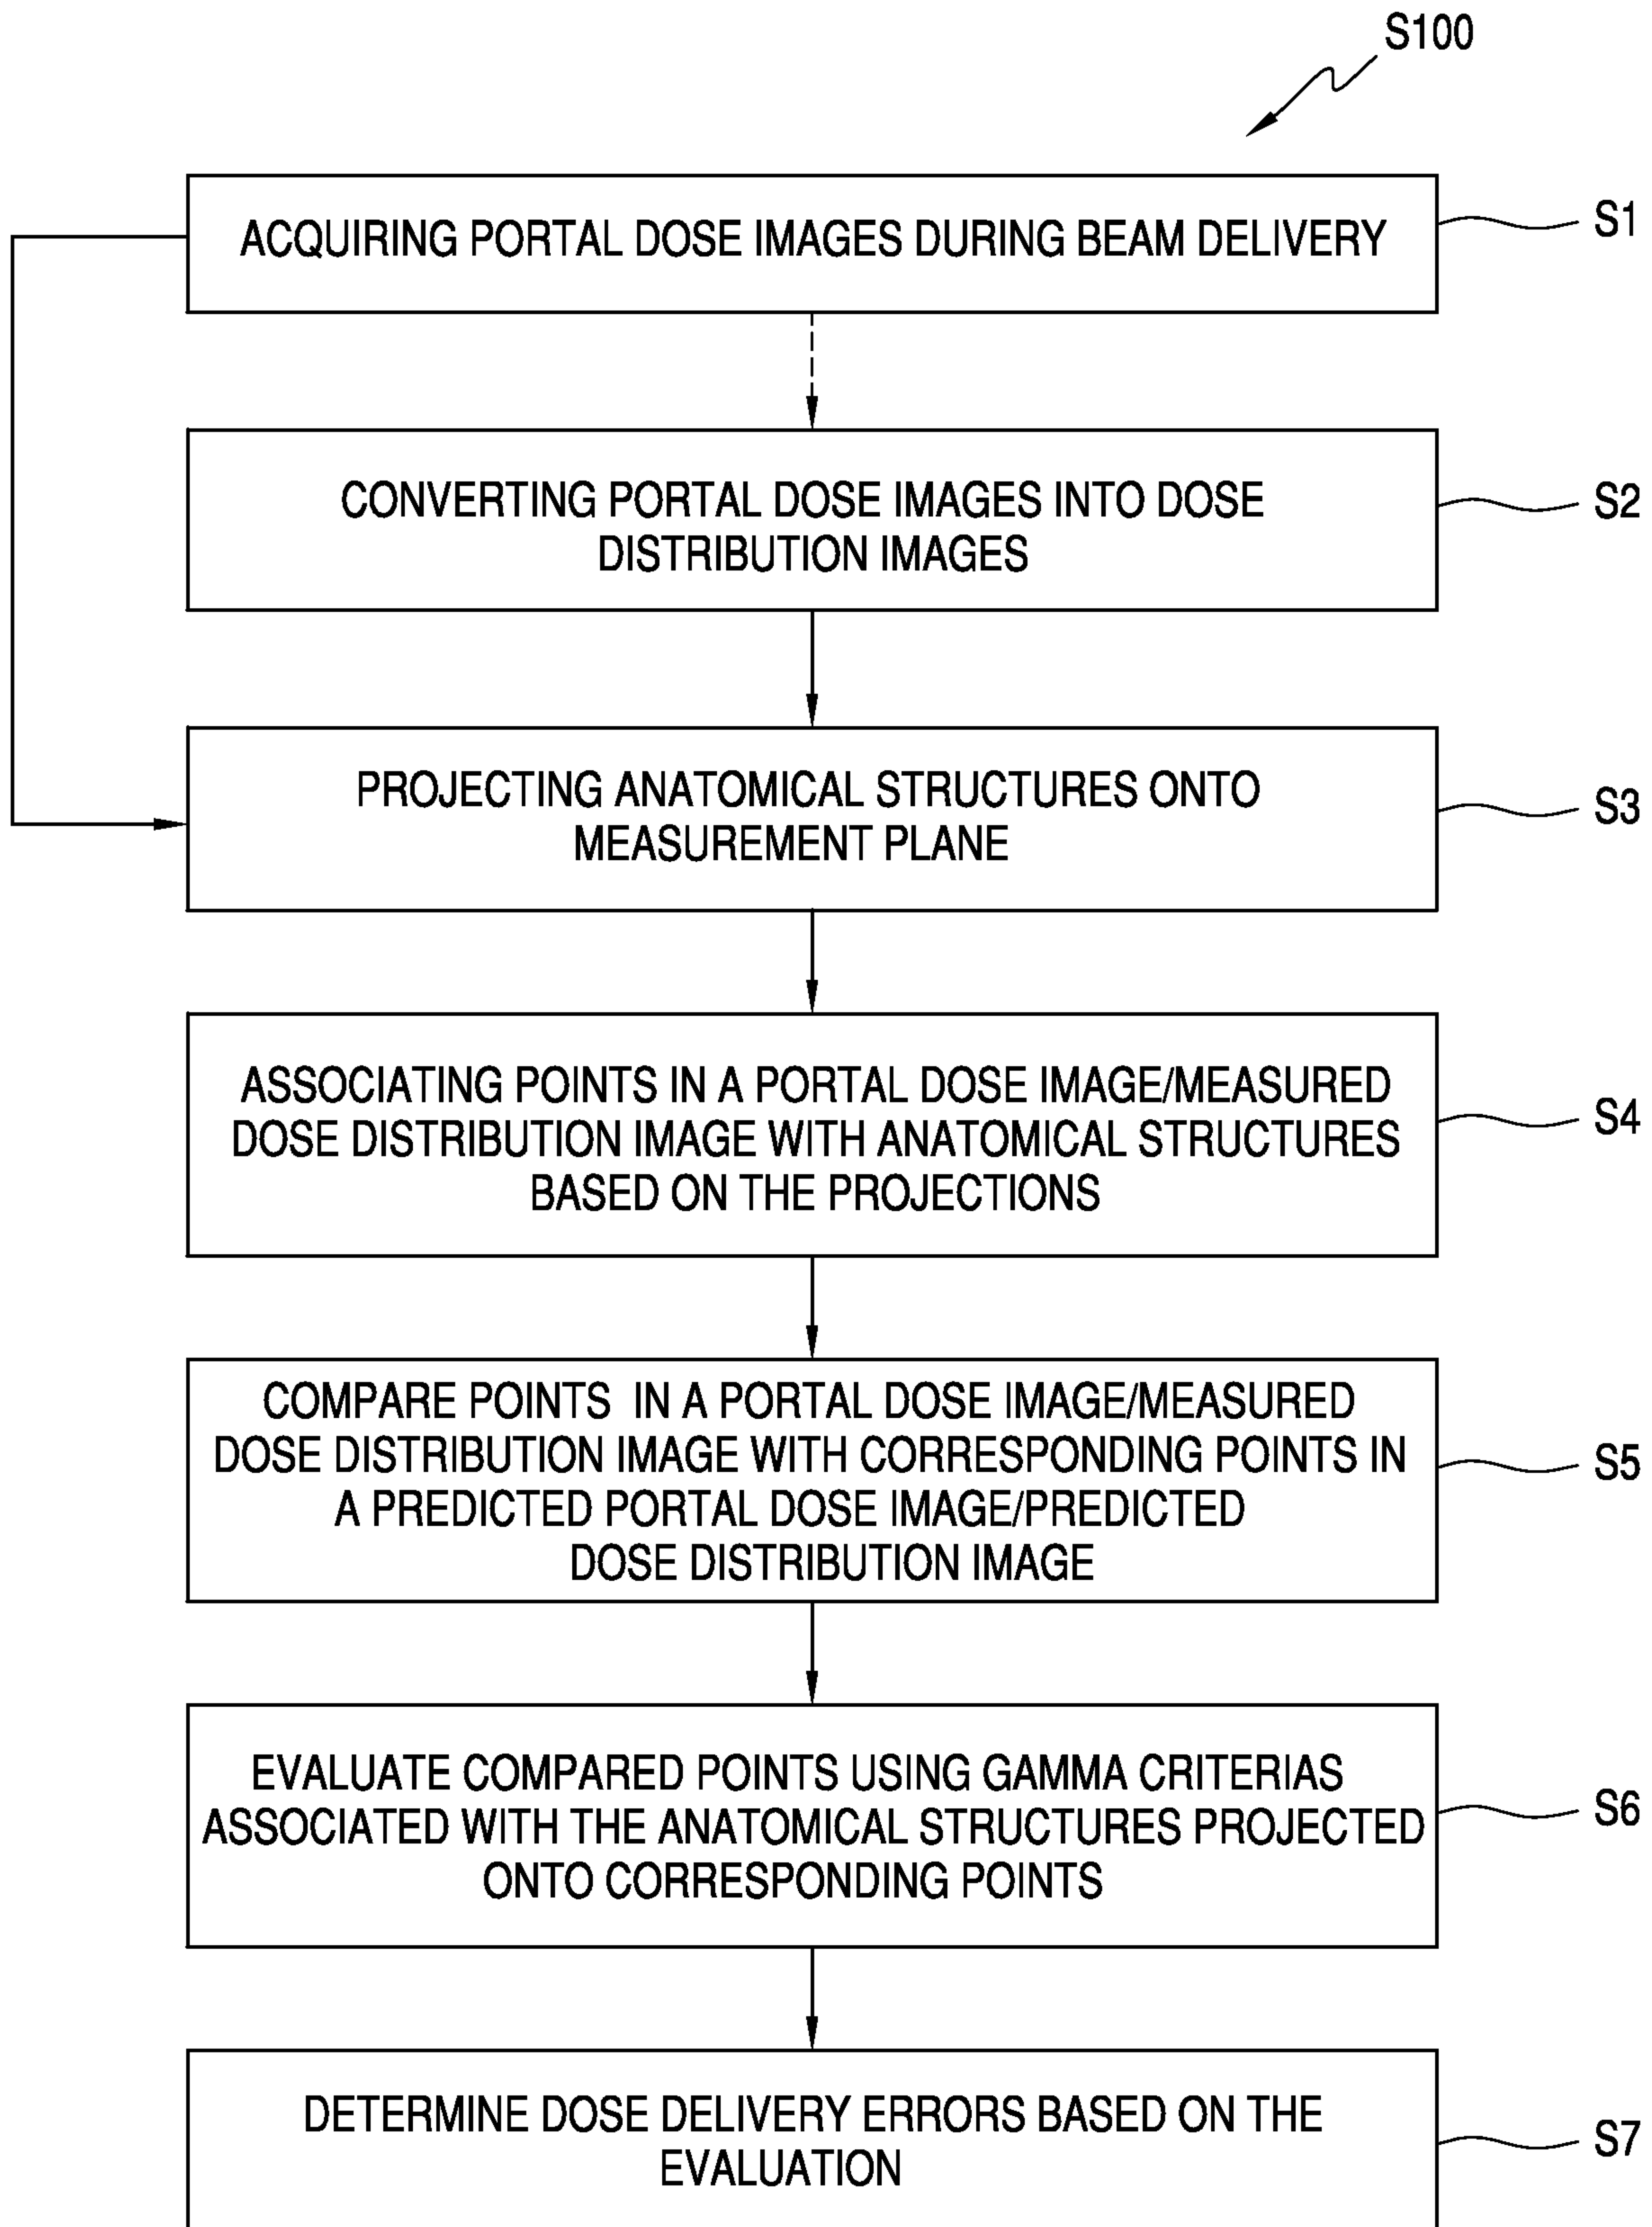 S100
ACQUIRING PORTAL DOSE IMAGES DURING BEAM DELIVERY
S1
CONVERTING PORTAL DOSE IMAGES INTO DOSE
DISTRIBUTION IMAGES
S2
PROJECTING ANATOMICAL STRUCTURES ONTO
MEASUREMENT PLANE
S3
ASSOCIATING POINTS IN A PORTAL DOSE IMAGE/MEASURED
DOSE DISTRIBUTION IMAGE WITH ANATOMICAL STRUCTURES
BASED ON THE PROJECTIONS
S4
COMPARE POINTS IN A PORTAL DOSE IMAGE/MEASURED
DOSE DISTRIBUTION IMAGE WITH CORRESPONDING POINTS IN
A PREDICTED PORTAL DOSE IMAGE/PREDICTED
DOSE DISTRIBUTION IMAGE
S5
EVALUATE COMPARED POINTS USING GAMMA CRITERIAS
ASSOCIATED WITH THE ANATOMICAL STRUCTURES PROJECTED
ONTO CORRESPONDING POINTS
S6
DETERMINE DOSE DELIVERY ERRORS BASED ON THE
EVALUATION
S7